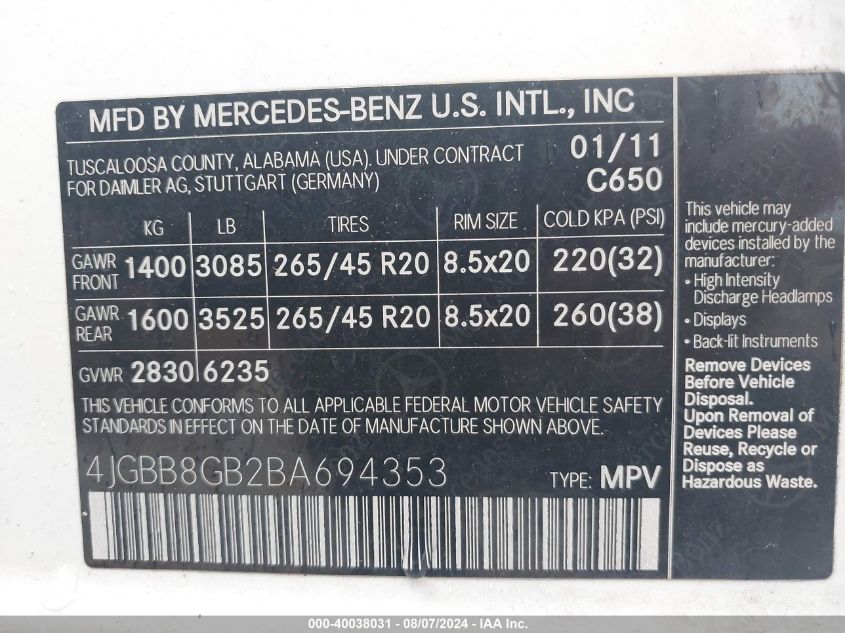 MFD BY MERCEDES-BENZ U.S. INTL., INC
TUSCALOOSA COUNTY, ALABAMA (USA). UNDER CONTRACT
FOR DAIMLER AG, STUTTGART (GERMANY)
01/11
C650
KG LB TIRES RIM SIZE COLD KPA (PSI)
GAWR FRONT 1400 3085 265/45 R20 8.5x20 220(32)
GAWR REAR 1600 3525 265/45 R20 8.5x20 260(38)
GVWR 2830 6235
THIS VEHICLE CONFORMS TO ALL APPLICABLE FEDERAL MOTOR VEHICLE SAFETY
STANDARDS IN EFFECT ON THE DATE OF MANUFACTURE SHOWN ABOVE.
4JGBB8GB2BA694353 TYPE: MPV
This vehicle may
include mercury-added
devices installed by the
manufacturer:
• High Intensity
Discharge Headlamps
• Displays
• Back-lit Instruments
Remove Devices
Before Vehicle
Disposal.
Upon Removal of
Devices Please
Reuse, Recycle or
Dispose as
Hazardous Waste.
000-40038031 - 08/07/2024 - IAA Inc.